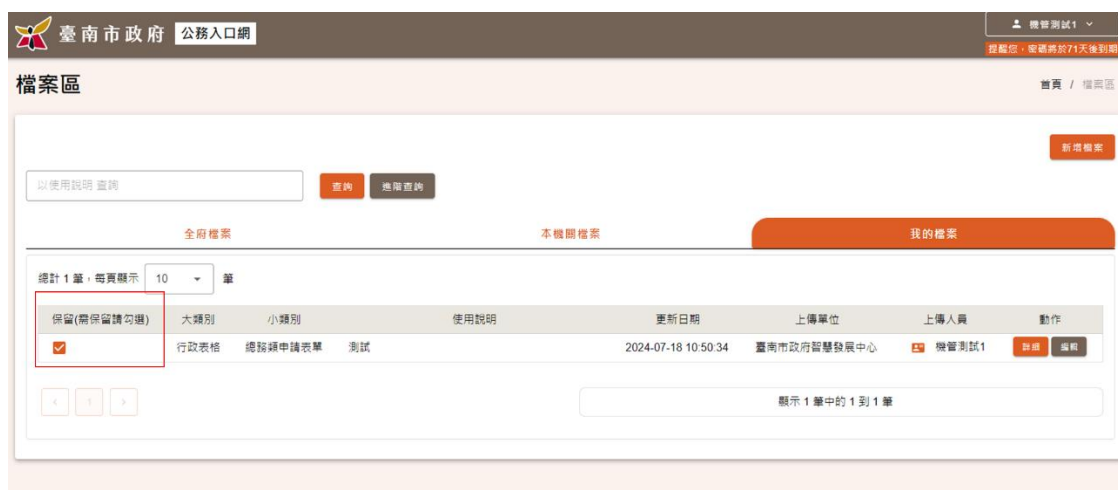 臺南市政府 公務入口網
機管測試1
提醒您，密碼將於71天後到期
檔案區
首頁 / 檔案區
新增檔案
以使用說明 查詢 查詢 進階查詢
全府檔案 本機關檔案 我的檔案
總計 1 筆，每頁顯示 10 筆
保留(需保留請勾選) 大類別 小類別 使用說明 更新日期 上傳單位 上傳人員 動作
行政表格 總務類申請表單 測試 2024-07-18 10:50:34 臺南市政府智慧發展中心 機管測試1 詳細 編輯
顯示 1 筆中的 1 到 1 筆